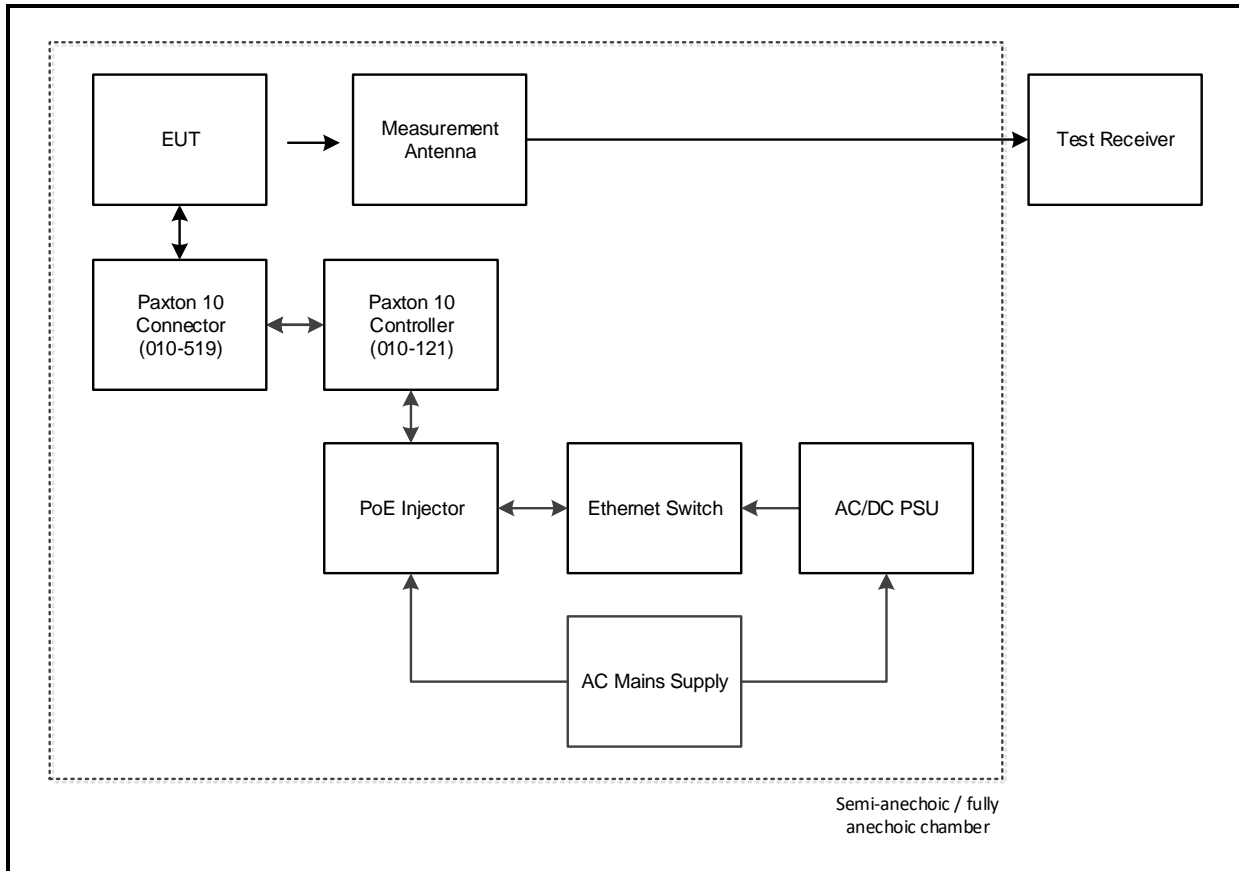 EUT
Measurement
Antenna
Test Receiver
Paxton 10
Connector
(010-519)
Paxton 10
Controller
(010-121)
PoE Injector
Ethernet Switch
AC/DC PSU
AC Mains Supply
Semi-anechoic / fully
anechoic chamber